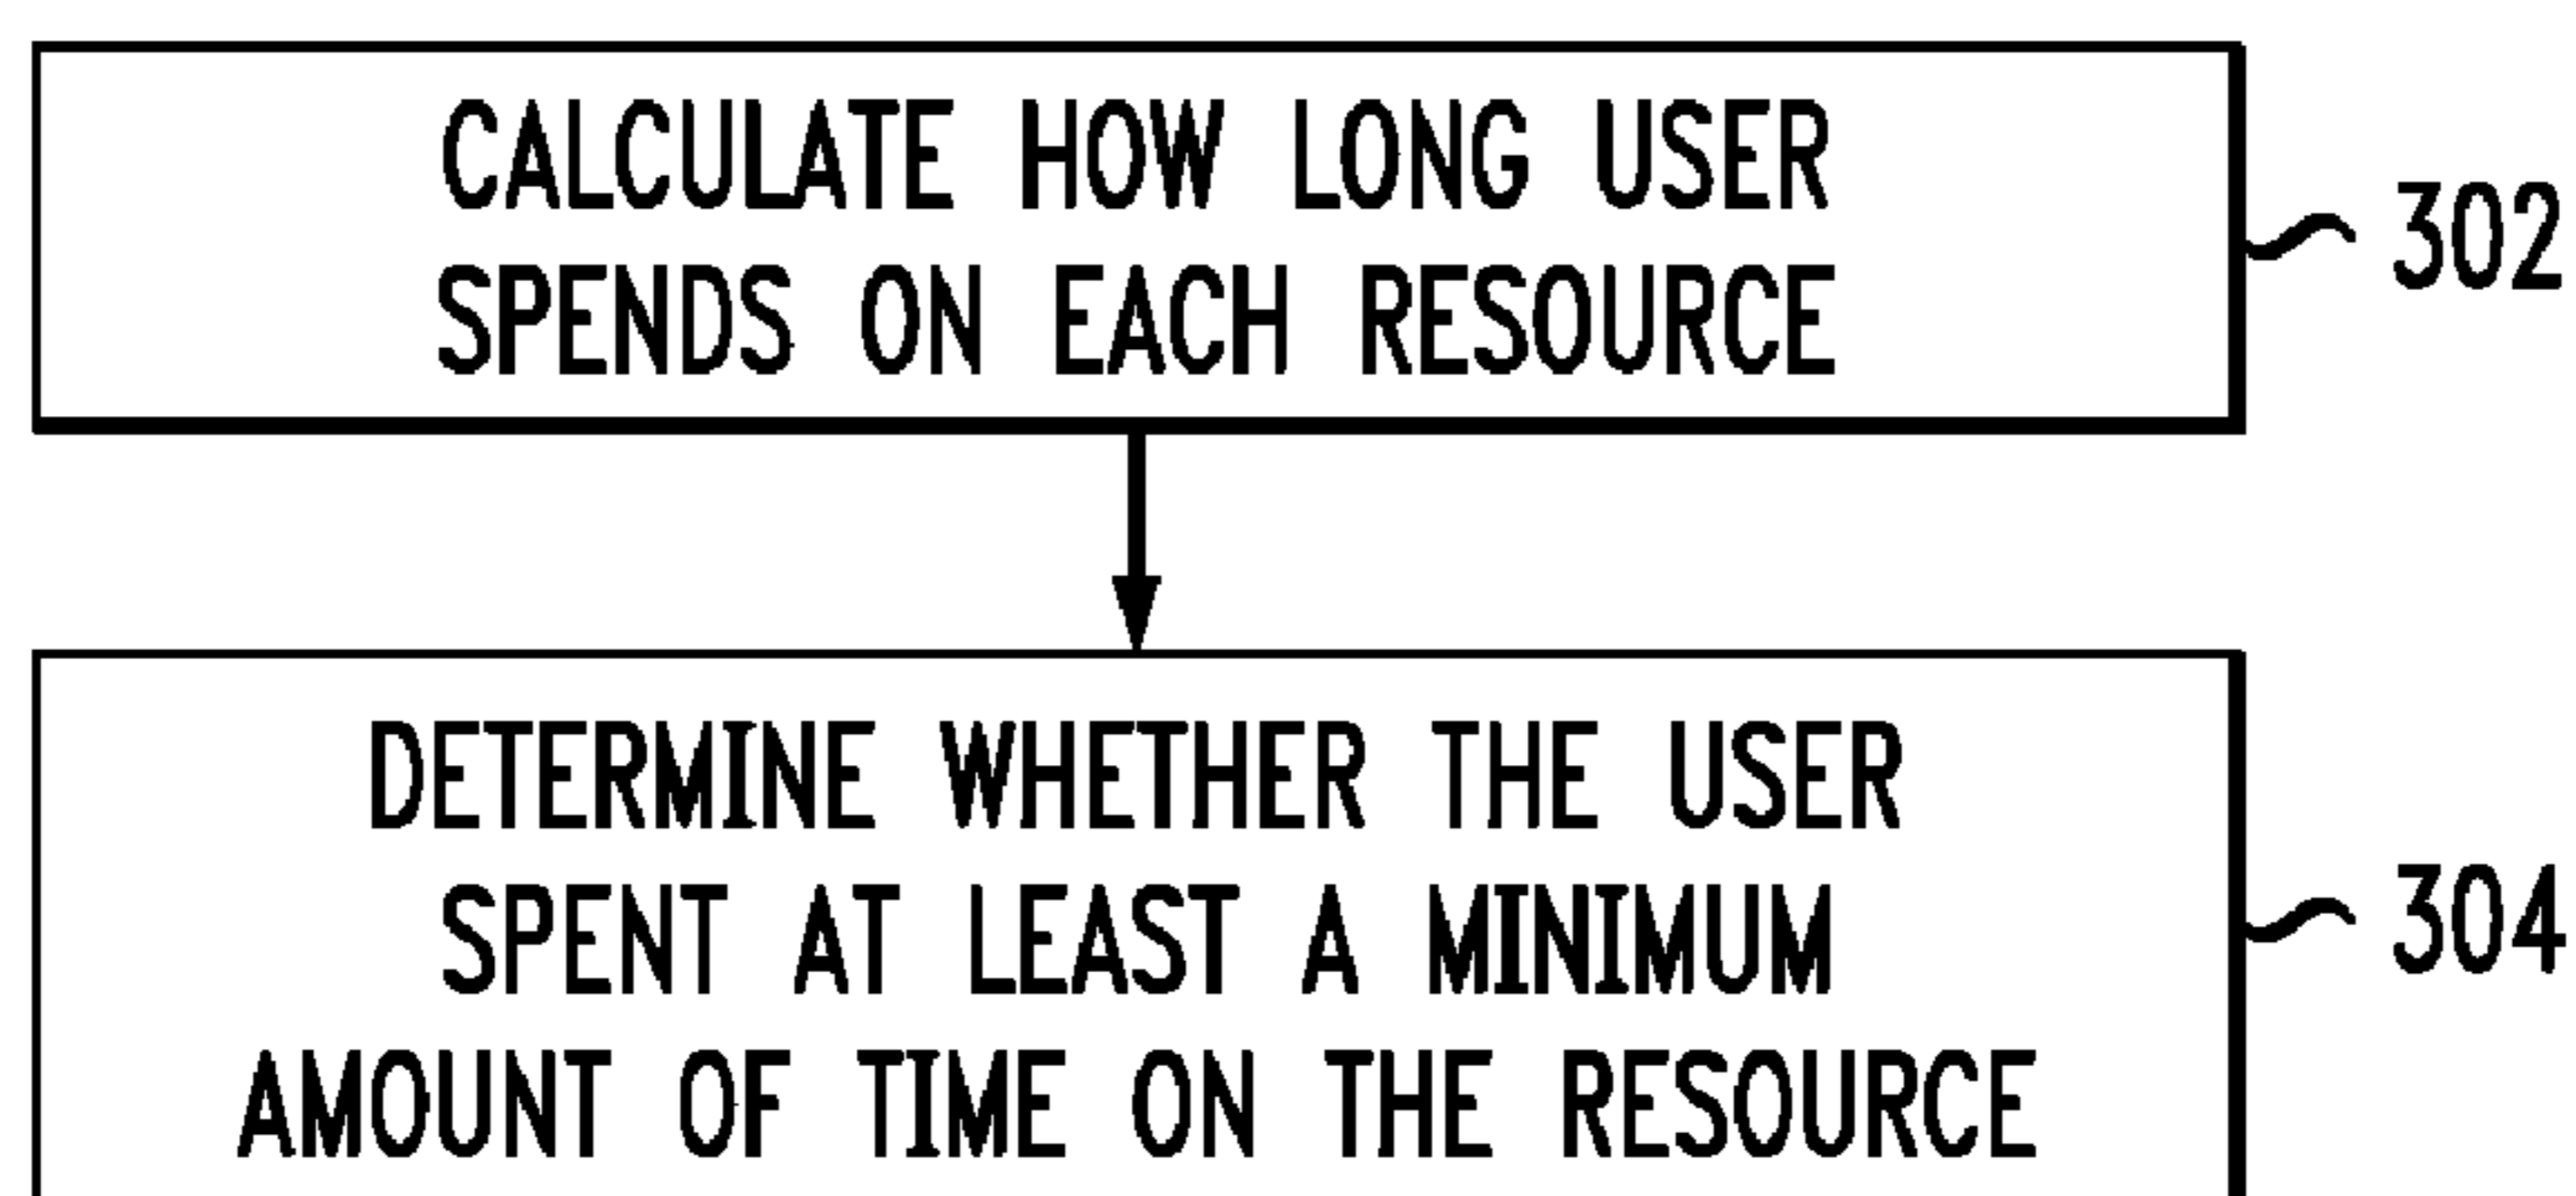 CALCULATE HOW LONG USER
SPENDS ON EACH RESOURCE
302
DETERMINE WHETHER THE USER
SPENT AT LEAST A MINIMUM
AMOUNT OF TIME ON THE RESOURCE
304